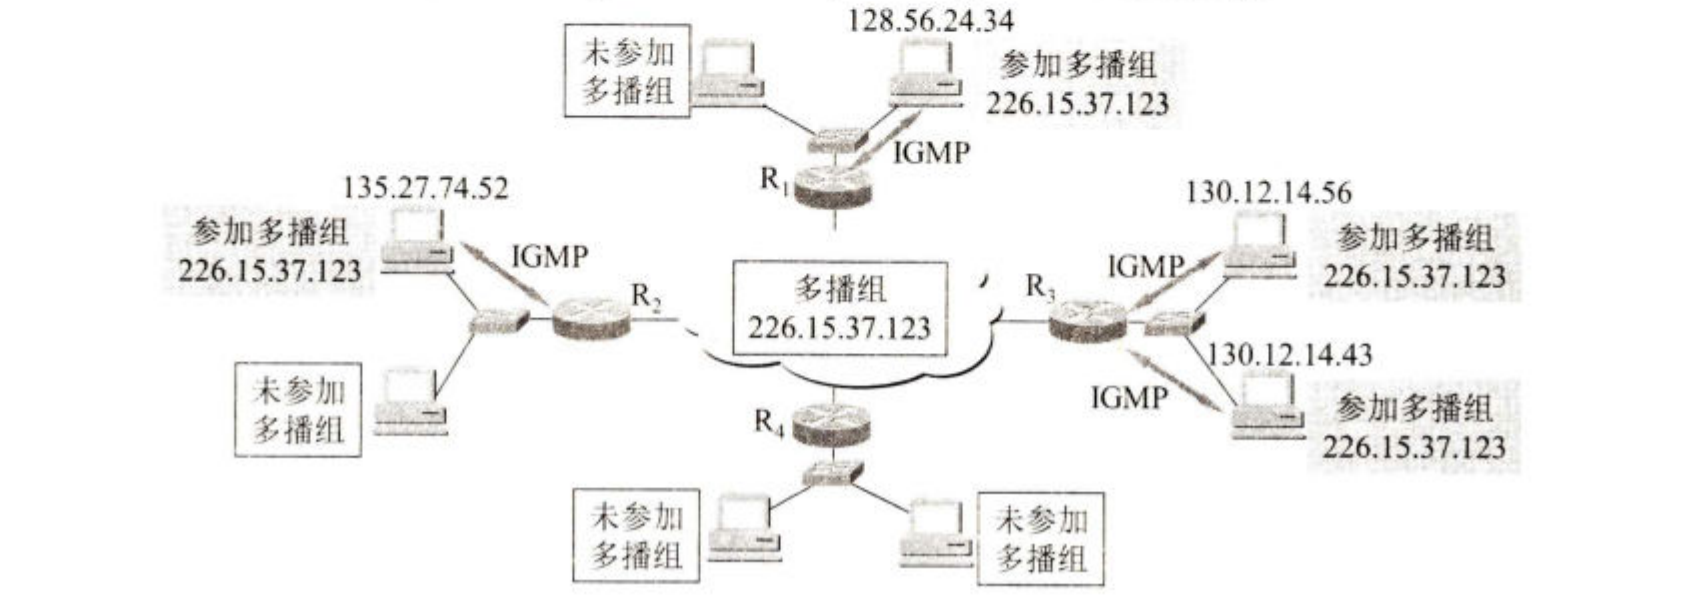 128.56.24.34
未参加
多播组
参加多播组
226.15.37.123
IGMP
R1
135.27.74.52
参加多播组
226.15.37.123
IGMP
R2
多播组
226.15.37.123
130.12.14.56
R3
IGMP
参加多播组
226.15.37.123
130.12.14.43
IGMP
参加多播组
226.15.37.123
未参加
多播组
R4
未参加
多播组
未参加
多播组